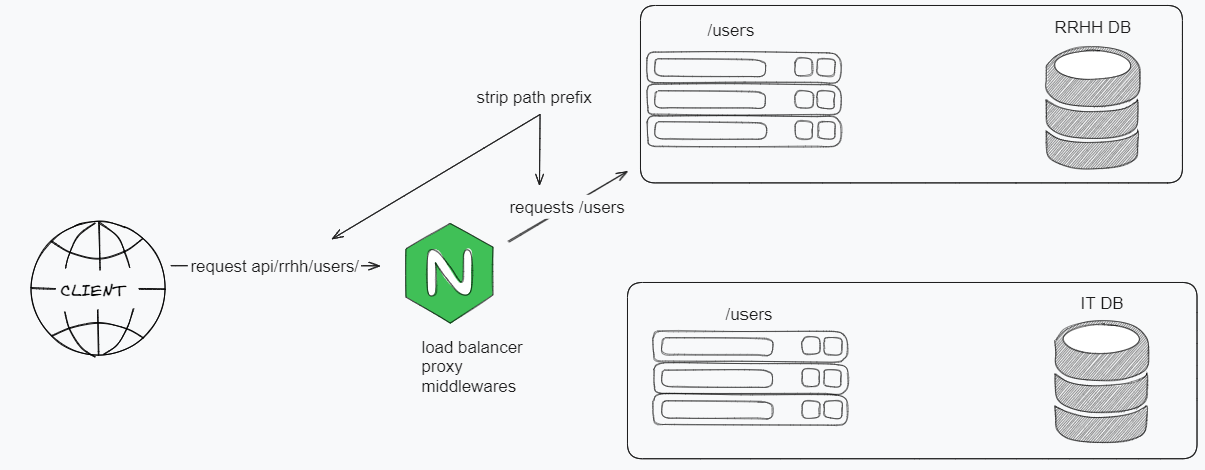 /users
RRHH DB
strip path prefix
requests /users
request api/rrhh/users/
CLIENT
N
load balancer
proxy
middlewares
/users
IT DB